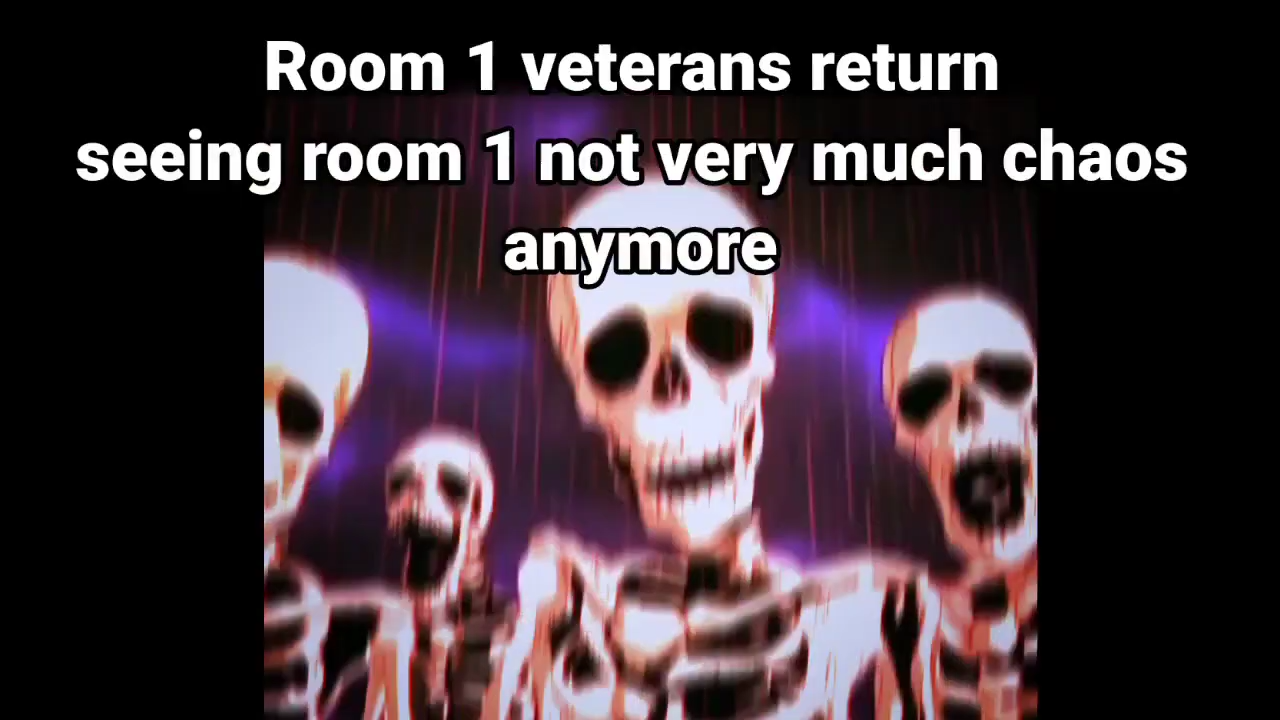 Room 1 veterans return
seeing room 1 not very much chaos
anymore